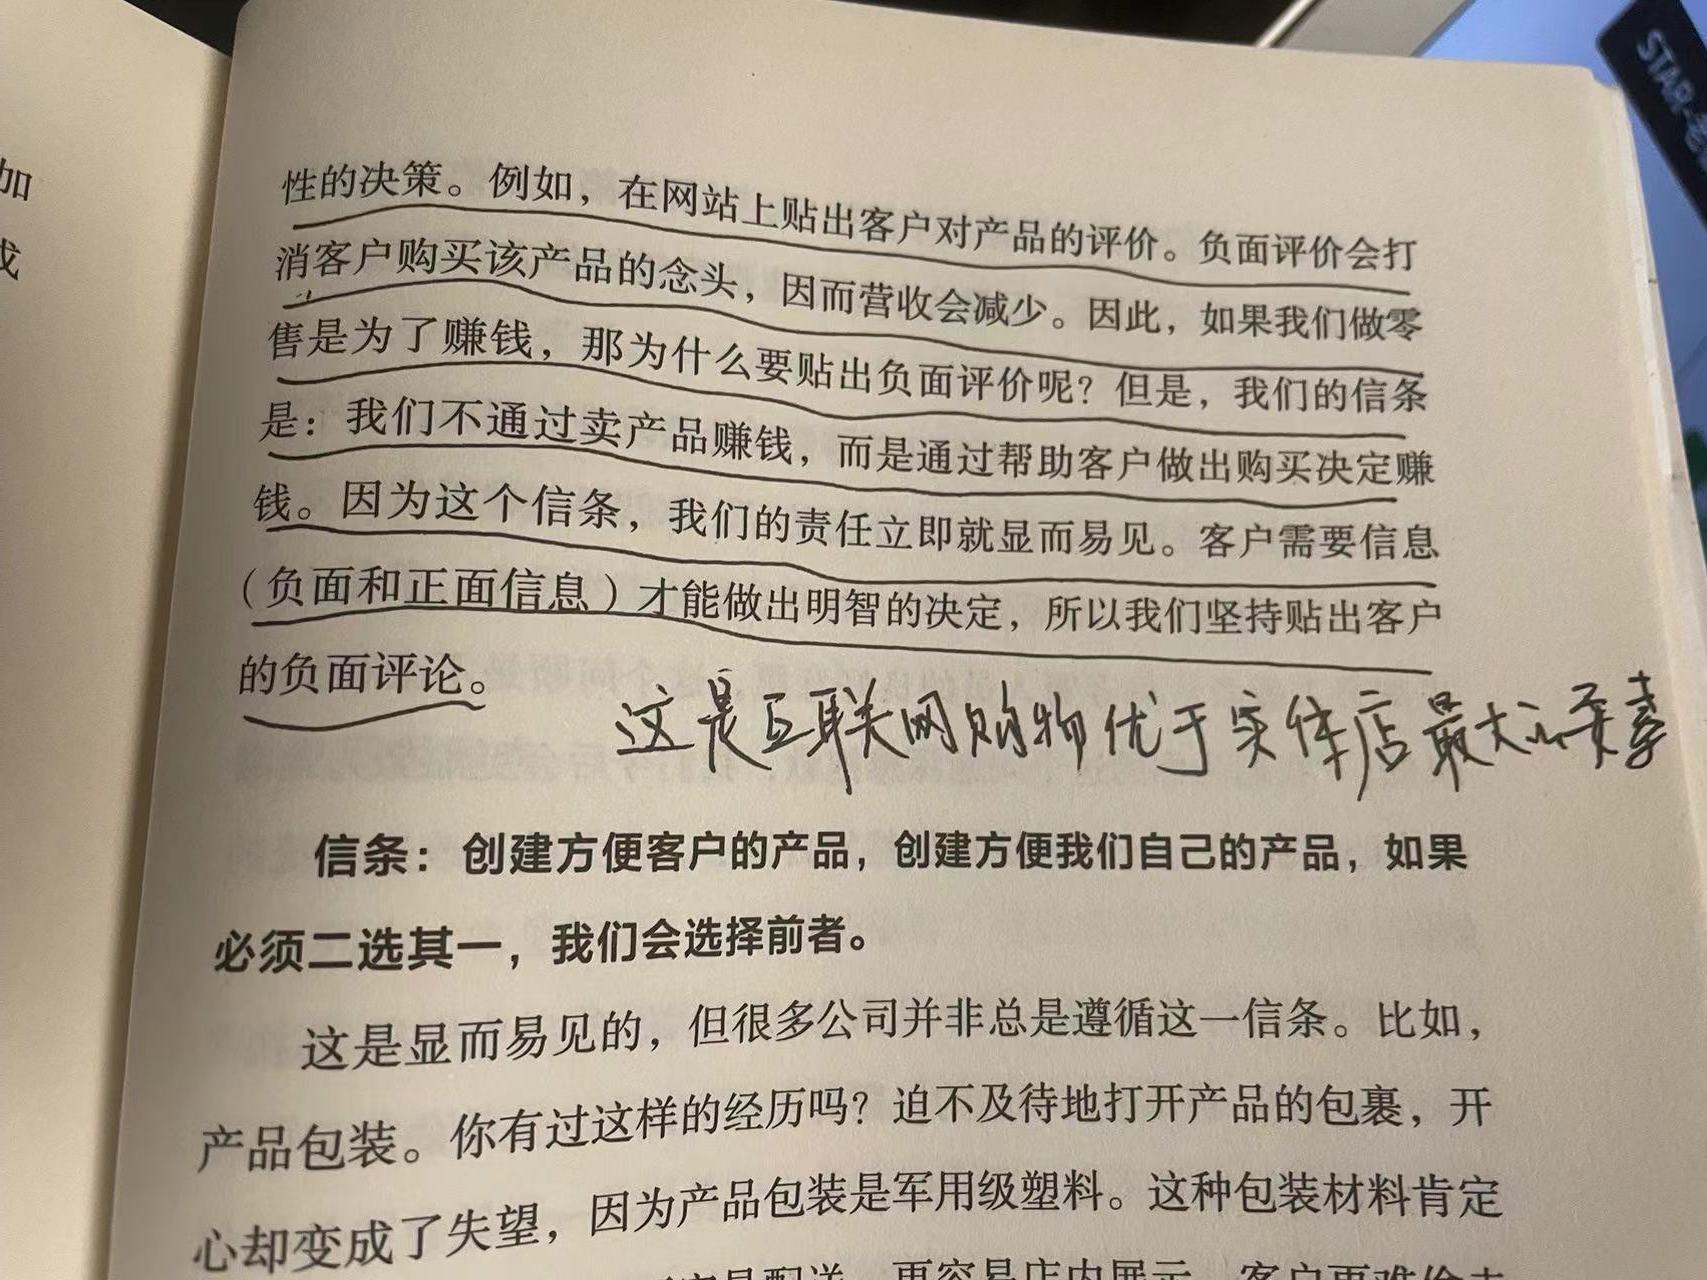 加
性的决策。例如，在网站上贴出客户对产品的评价。负面评价会打
消客户购买该产品的念头，因而营收会减少。因此，如果我们做零
售是为了赚钱，那为什么要贴出负面评价呢？但是，我们的信条
是：我们不通过卖产品赚钱，而是通过帮助客户做出购买决定赚
钱。因为这个信条，我们的责任立即就显而易见。客户需要信息
（负面和正面信息）才能做出明智的决定，所以我们坚持贴出客户
的负面评论。
这是互联网购物优于实体店最大的要素
信条：创建方便客户的产品，创建方便我们自己的产品，如果
必须二选其一，我们会选择前者。
这是显而易见的，但很多公司并非总是遵循这一信条。比如，
产品包装。你有过这样的经历吗？迫不及待地打开产品的包裹，开
心却变成了失望，因为产品包装是军用级塑料。这种包装材料肯定
更容易店内展示，客户更难偷走
STAR-